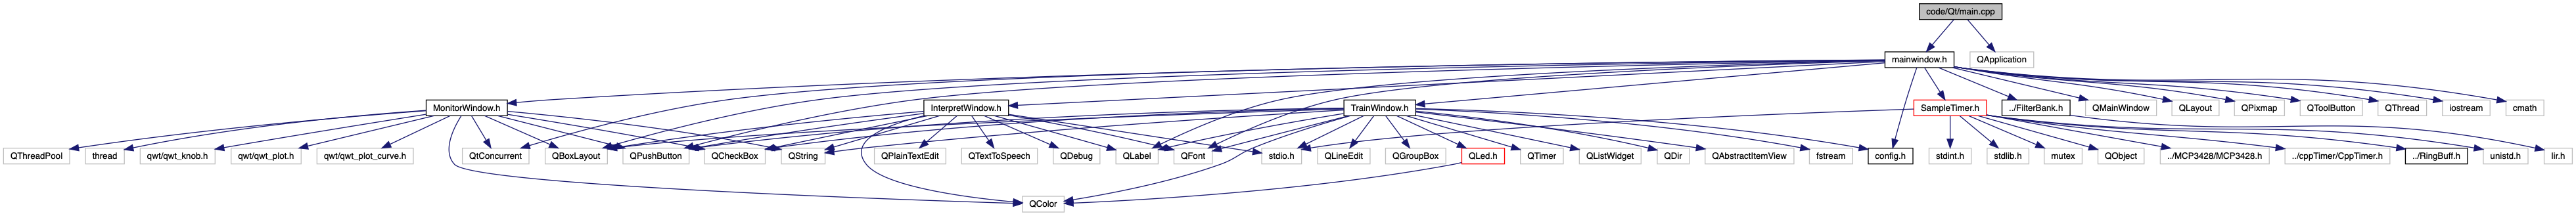 code/Qt/main.cpp
mainwindow.h
QApplication
MonitorWindow.h
InterpretWindow.h
TrainWindow.h
SampleTimer.h
../FilterBank.h
QMainWindow
QLayout
QPixmap
QToolButton
QThread
iostream
cmath
QThreadPool
thread
qwt/qwt_knob.h
qwt/qwt_plot.h
qwt/qwt_plot_curve.h
QtConcurrent
QBoxLayout
QPushButton
QCheckBox
QString
QPlainTextEdit
QTextToSpeech
QDebug
QLabel
QFont
stdio.h
QLineEdit
QGroupBox
QLed.h
QTimer
QListWidget
QDir
QAbstractItemView
fstream
config.h
stdint.h
stdlib.h
mutex
QObject
../MCP3428/MCP3428.h
../cppTimer/CppTimer.h
../RingBuff.h
unistd.h
Iir.h
QColor